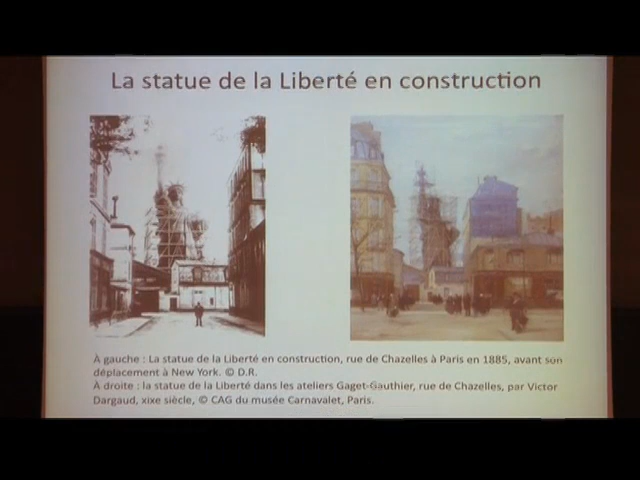 La statue de la Liberté en construction
À gauche : La statue de la Liberté en construction, rue de Chazelles à Paris en 1885, avant son
déplacement à New York. © D.R.
À droite : la statue de la Liberté dans les ateliers Gaget-Gauthier, rue de Chazelles, par Victor
Dargaud, xixe siècle, © CAG du musée Carnavalet, Paris.